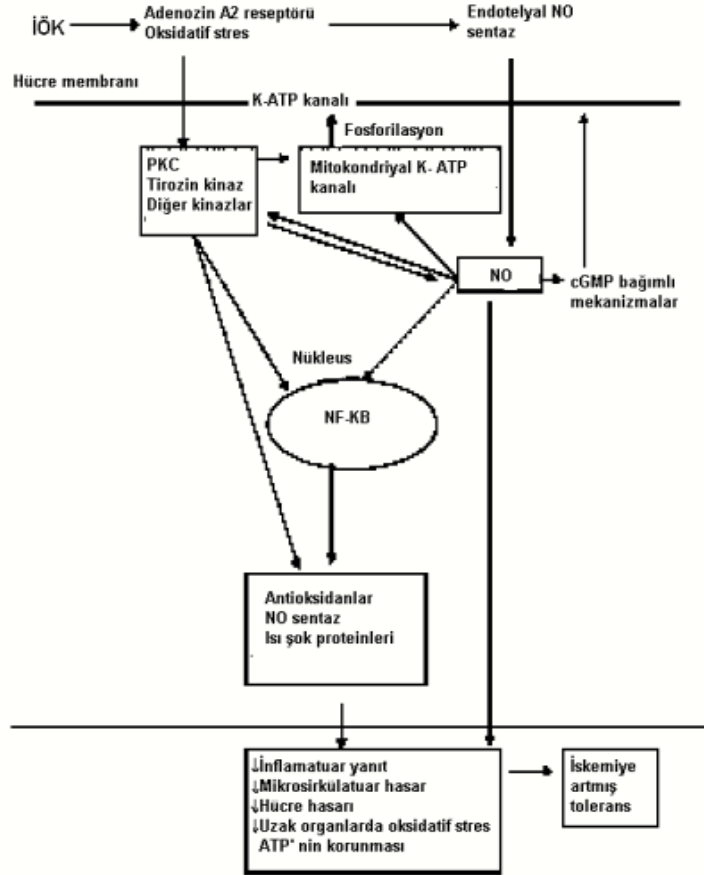 İÖK
Adenozin A2 reseptörü
Oksidatif stres
Endotelyal NO
sentaz
Hücre membranı
K-ATP kanalı
Fosforilasyon
PKC
Tirozin kinaz
Diğer kinazlar
Mitokondriyal K- ATP
kanalı
NO
cGMP bağımlı
mekanizmalar
Nükleus
NF-KB
Antioksidanlar
NO sentaz
Isı şok proteinleri
↓İnflamatuar yanıt
↓Mikrosirkülatuar hasar
↓Hücre hasarı
↓Uzak organlarda oksidatif stres
ATP' nin korunması
İskemiye
artmış
tolerans